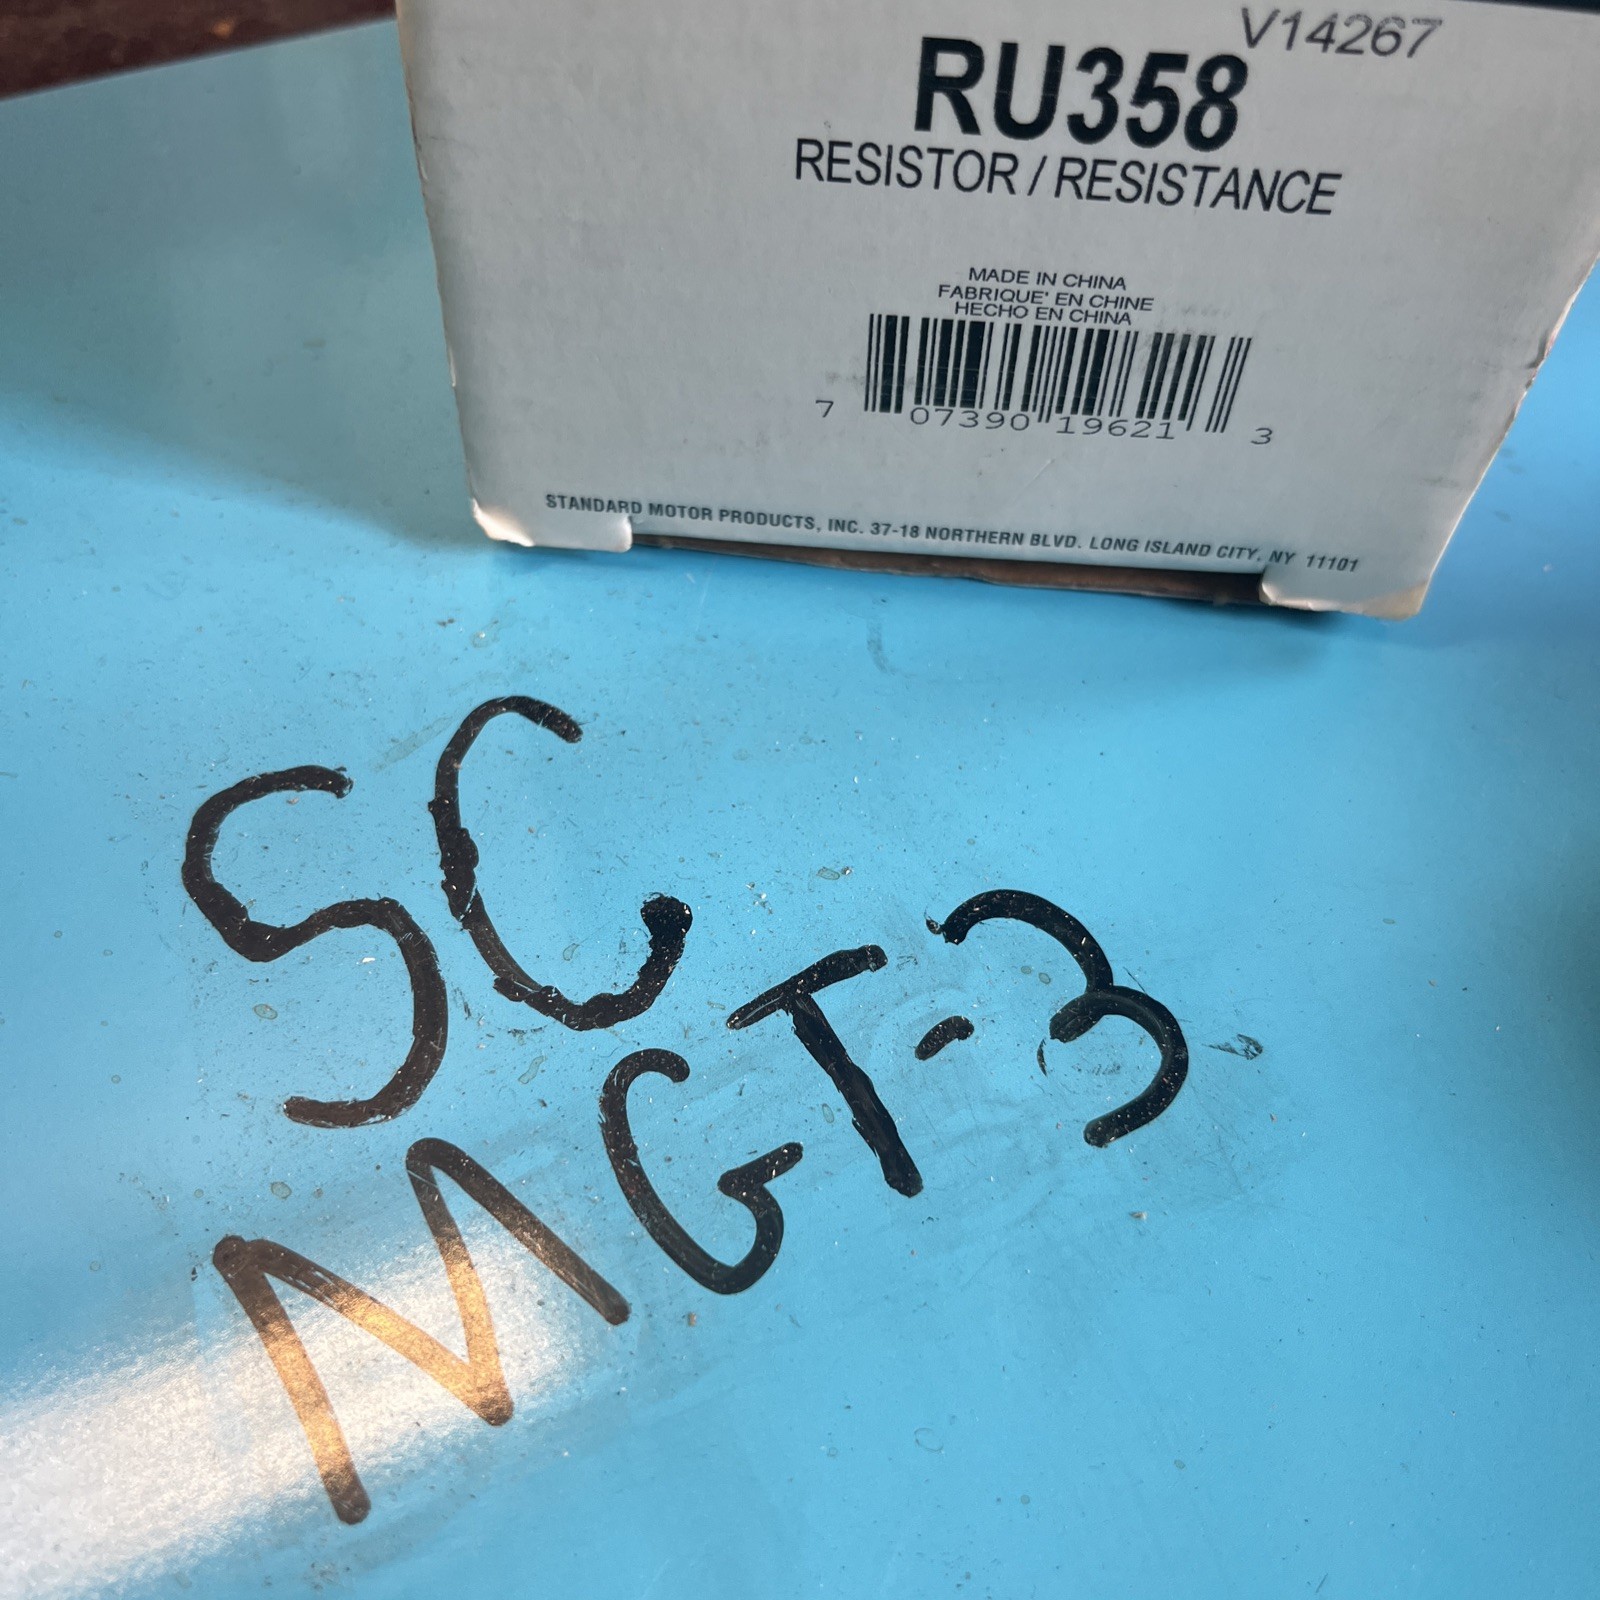 V14267
RU358
RESISTOR / RESISTANCE
MADE IN CHINA
FABRIQUE' EN CHINE
HECHO EN CHINA
7 07390 19621 3
STANDARD MOTOR PRODUCTS, INC. 37-18 NORTHERN BLVD. LONG ISLAND CITY, NY 11101
SC
MGT-3